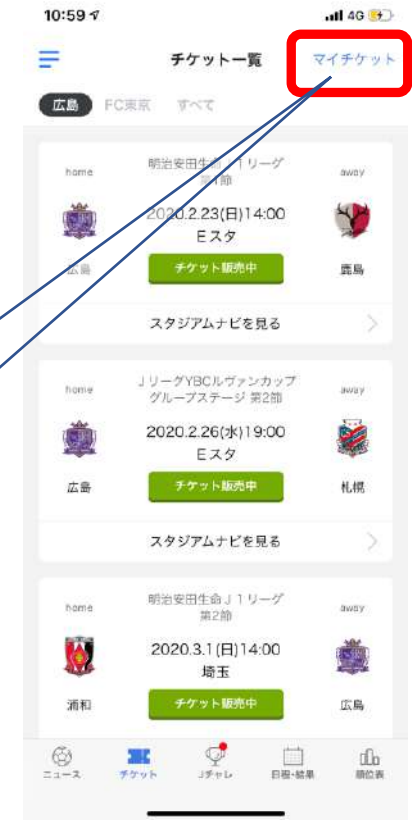 10:59
4G
チケット一覧
マイチケット
広島
FC東京
すべて
明治安田生命J1リーグ
第1節
home
away
2020.2.23(日)14:00
Eスタ
広島
チケット販売中
鹿島
スタジアムナビを見る
JリーグYBCルヴァンカップ
グループステージ 第2節
home
away
2020.2.26(水)19:00
Eスタ
広島
チケット販売中
札幌
スタジアムナビを見る
明治安田生命J1リーグ
第2節
home
away
2020.3.1(日)14:00
埼玉
浦和
チケット販売中
広島
ニュース
チケット
Jチャレ
日程・結果
順位表